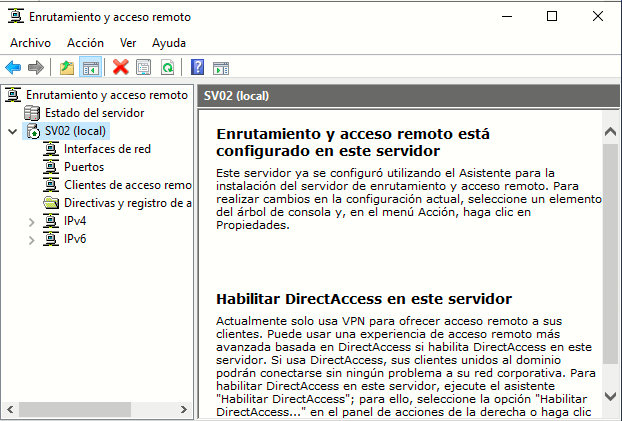 Enrutamiento y acceso remoto
Archivo Acción Ver Ayuda
Enrutamiento y acceso remoto
Estado del servidor
SV02 (local)
Interfaces de red
Puertos
Clientes de acceso remo
Directivas y registro de a
IPv4
IPv6
SV02 (local)
Enrutamiento y acceso remoto está
configurado en este servidor
Este servidor ya se configuró utilizando el Asistente para la
instalación del servidor de enrutamiento y acceso remoto. Para
realizar cambios en la configuración actual, seleccione un elemento
del árbol de consola y, en el menú Acción, haga clic en
Propiedades.
Habilitar DirectAccess en este servidor
Actualmente solo usa VPN para ofrecer acceso remoto a sus
clientes. Puede usar una experiencia de acceso remoto más
avanzada basada en DirectAccess si habilita DirectAccess en este
servidor. Si usa DirectAccess, sus clientes unidos al dominio
podrán conectarse sin ningún problema a su red corporativa. Para
habilitar DirectAccess en este servidor, ejecute el asistente
"Habilitar DirectAccess"; para ello, seleccione la opción "Habilitar
DirectAccess..." en el panel de acciones de la derecha o haga clic